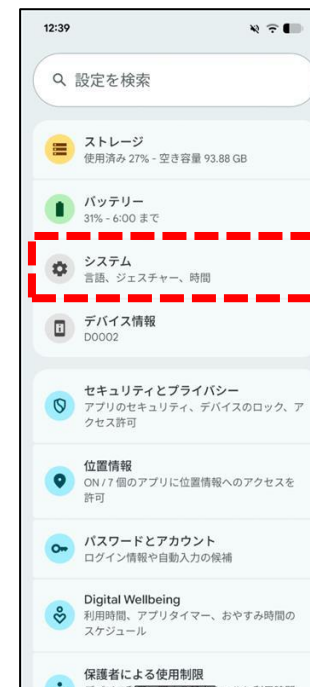 12:39
設定を検索
ストレージ
使用済み 27% - 空き容量 93.88 GB
バッテリー
31% - 6:00 まで
システム
言語、ジェスチャー、時間
デバイス情報
D0002
セキュリティとプライバシー
アプリのセキュリティ、デバイスのロック、ア
クセス許可
位置情報
ON / 7 個のアプリに位置情報へのアクセスを
許可
パスワードとアカウント
ログイン情報や自動入力の候補
Digital Wellbeing
利用時間、アプリタイマー、おやすみ時間の
スケジュール
保護者による使用制限